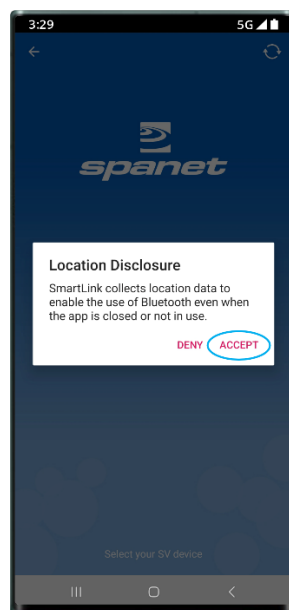 3:29 5G
spanet
Location Disclosure
SmartLink collects location data to
enable the use of Bluetooth even when
the app is closed or not in use.
DENY ACCEPT
Select your SV device